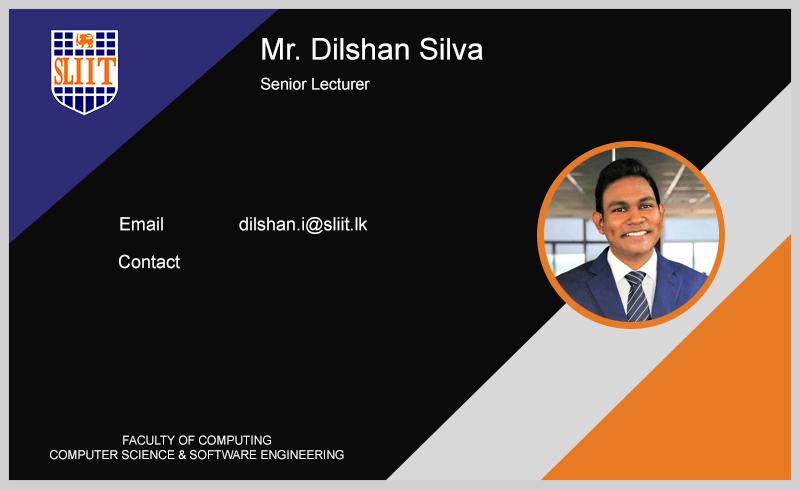 SLIIT
Mr. Dilshan Silva
Senior Lecturer
Email dilshan.i@sliit.lk
Contact
FACULTY OF COMPUTING
COMPUTER SCIENCE & SOFTWARE ENGINEERING